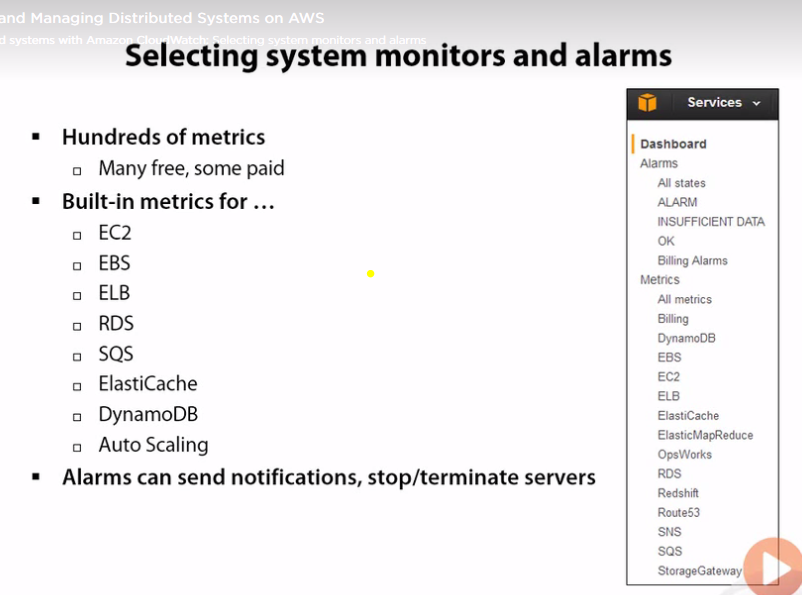 and Managing Distributed Systems on AWS
d systems with Amazon CloudWatch: Selecting system monitors and alarms
Selecting system monitors and alarms
Hundreds of metrics
Many free, some paid
Built-in metrics for …
EC2
EBS
ELB
RDS
SQS
ElastiCache
DynamoDB
Auto Scaling
Alarms can send notifications, stop/terminate servers
Services
Dashboard
Alarms
All states
ALARM
INSUFFICIENT DATA
OK
Billing Alarms
Metrics
All metrics
Billing
DynamoDB
EBS
EC2
ELB
ElastiCache
ElasticMapReduce
OpsWorks
RDS
Redshift
Route53
SNS
SQS
StorageGateway